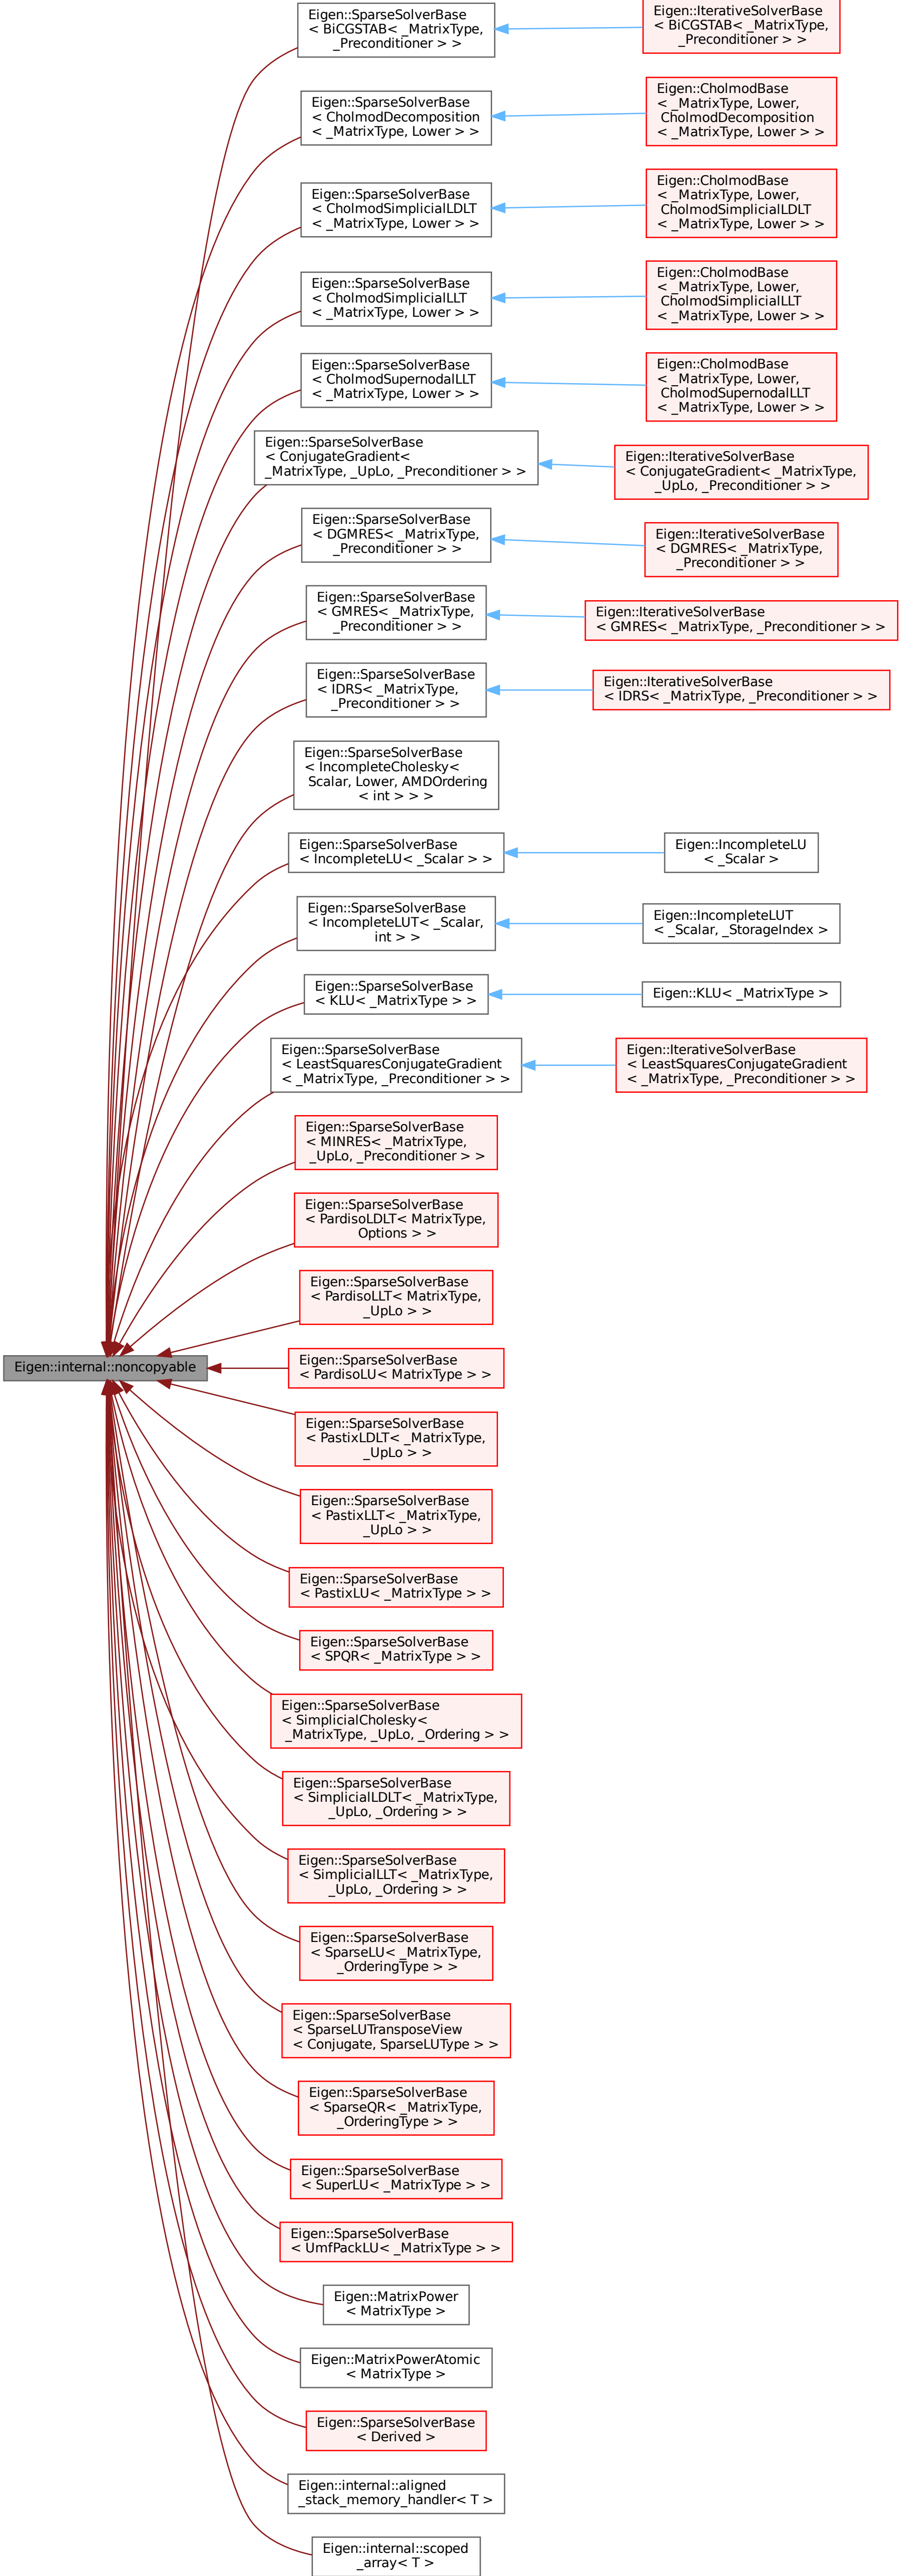 Eigen::SparseSolverBase
< BiCGSTAB< _MatrixType,
_Preconditioner > >
Eigen::IterativeSolverBase
< BiCGSTAB< _MatrixType,
_Preconditioner > >
Eigen::SparseSolverBase
< CholmodDecomposition
< _MatrixType, Lower > >
Eigen::CholmodBase
< _MatrixType, Lower,
CholmodDecomposition
< _MatrixType, Lower > >
Eigen::SparseSolverBase
< CholmodSimplicialLDLT
< _MatrixType, Lower > >
Eigen::CholmodBase
< _MatrixType, Lower,
CholmodSimplicialLDLT
< _MatrixType, Lower > >
Eigen::SparseSolverBase
< CholmodSimplicialLLT
< _MatrixType, Lower > >
Eigen::CholmodBase
< _MatrixType, Lower,
CholmodSimplicialLLT
< _MatrixType, Lower > >
Eigen::SparseSolverBase
< CholmodSupernodalLLT
< _MatrixType, Lower > >
Eigen::CholmodBase
< _MatrixType, Lower,
CholmodSupernodalLLT
< _MatrixType, Lower > >
Eigen::SparseSolverBase
< ConjugateGradient<
_MatrixType, _UpLo, _Preconditioner > >
Eigen::IterativeSolverBase
< ConjugateGradient< _MatrixType,
_UpLo, _Preconditioner > >
Eigen::SparseSolverBase
< DGMRES< _MatrixType,
_Preconditioner > >
Eigen::IterativeSolverBase
< DGMRES< _MatrixType,
_Preconditioner > >
Eigen::SparseSolverBase
< GMRES< _MatrixType,
_Preconditioner > >
Eigen::IterativeSolverBase
< GMRES< _MatrixType, _Preconditioner > >
Eigen::SparseSolverBase
< IDRS< _MatrixType,
_Preconditioner > >
Eigen::IterativeSolverBase
< IDRS< _MatrixType, _Preconditioner > >
Eigen::SparseSolverBase
< IncompleteCholesky<
Scalar, Lower, AMDOrdering
< int > > >
Eigen::SparseSolverBase
< IncompleteLU< _Scalar > >
Eigen::IncompleteLU
< _Scalar >
Eigen::SparseSolverBase
< IncompleteLUT< _Scalar,
int > >
Eigen::IncompleteLUT
< _Scalar, _StorageIndex >
Eigen::SparseSolverBase
< KLU< _MatrixType > >
Eigen::KLU< _MatrixType >
Eigen::SparseSolverBase
< LeastSquaresConjugateGradient
< _MatrixType, _Preconditioner > >
Eigen::IterativeSolverBase
< LeastSquaresConjugateGradient
< _MatrixType, _Preconditioner > >
Eigen::SparseSolverBase
< MINRES< _MatrixType,
_UpLo, _Preconditioner > >
Eigen::SparseSolverBase
< PardisoLDLT< MatrixType,
Options > >
Eigen::SparseSolverBase
< PardisoLLT< MatrixType,
_UpLo > >
Eigen::internal::noncopyable
Eigen::SparseSolverBase
< PardisoLU< MatrixType > >
Eigen::SparseSolverBase
< PastixLDLT< _MatrixType,
_UpLo > >
Eigen::SparseSolverBase
< PastixLLT< _MatrixType,
_UpLo > >
Eigen::SparseSolverBase
< PastixLU< _MatrixType > >
Eigen::SparseSolverBase
< SPQR< _MatrixType > >
Eigen::SparseSolverBase
< SimplicialCholesky<
_MatrixType, _UpLo, _Ordering > >
Eigen::SparseSolverBase
< SimplicialLDLT< _MatrixType,
_UpLo, _Ordering > >
Eigen::SparseSolverBase
< SimplicialLLT< _MatrixType,
_UpLo, _Ordering > >
Eigen::SparseSolverBase
< SparseLU< _MatrixType,
_OrderingType > >
Eigen::SparseSolverBase
< SparseLUTransposeView
< Conjugate, SparseLUType > >
Eigen::SparseSolverBase
< SparseQR< _MatrixType,
_OrderingType > >
Eigen::SparseSolverBase
< SuperLU< _MatrixType > >
Eigen::SparseSolverBase
< UmfPackLU< _MatrixType > >
Eigen::MatrixPower
< MatrixType >
Eigen::MatrixPowerAtomic
< MatrixType >
Eigen::SparseSolverBase
< Derived >
Eigen::internal::aligned
_stack_memory_handler< T >
Eigen::internal::scoped
_array< T >